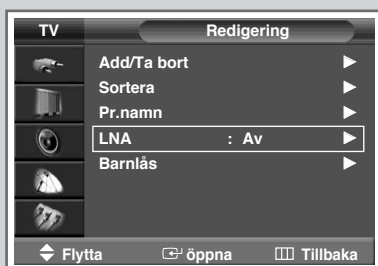 TV Redigering
Add/Ta bort
Sortera
Pr.namn
LNA : Av
Barnlås
Flytta öppna Tillbaka